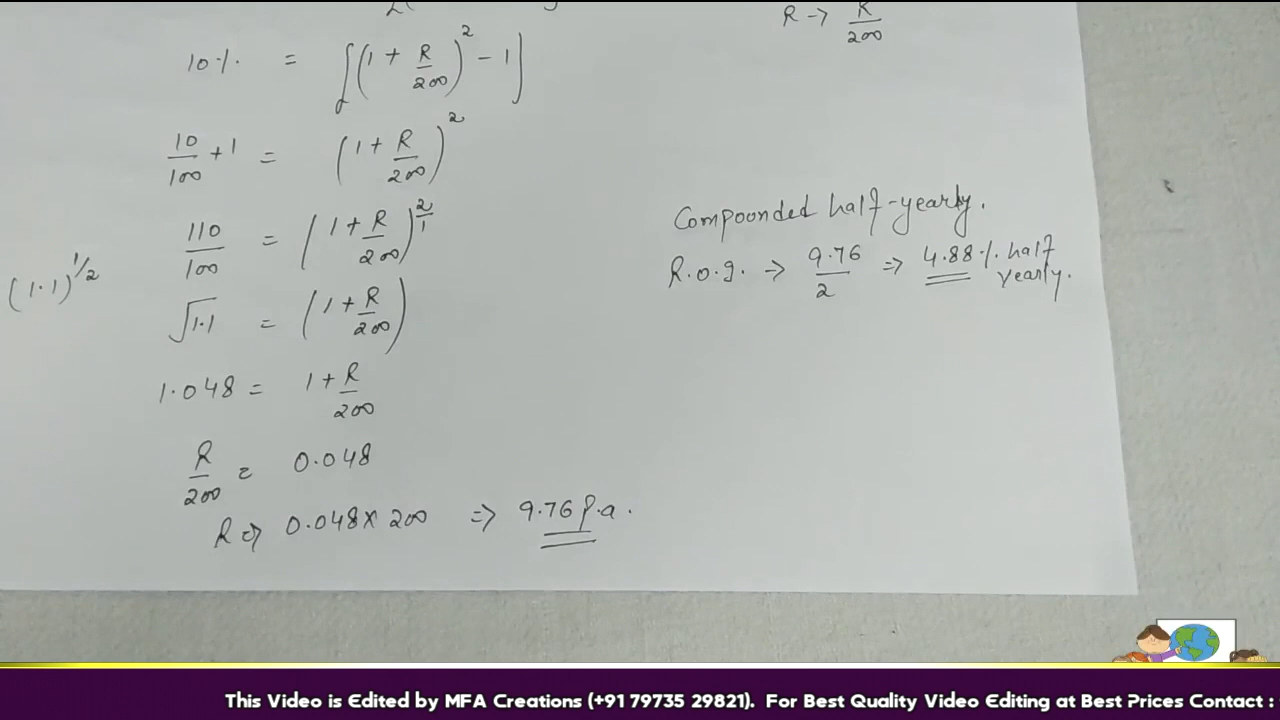 R → R/200
10% = [(1 + R/200)² - 1]
10/100 + 1 = (1 + R/200)²
110/100 = (1 + R/200)^2/1
(1.1)^1/2
√1.1 = (1 + R/200)
1.048 = 1 + R/200
R/200 = 0.048
R => 0.048 × 200 => 9.76 p.a.
Compounded half-yearly.
R.o.g. → 9.76/2 => 4.88% half
yearly.
This Video is Edited by MFA Creations (+91 79735 29821). For Best Quality Video Editing at Best Prices Contact :